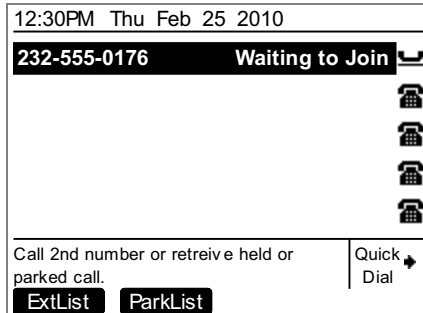 12:30PM Thu Feb 25 2010
232-555-0176 Waiting to Join
Call 2nd number or retreive held or
parked call.
Quick
Dial
ExtList ParkList